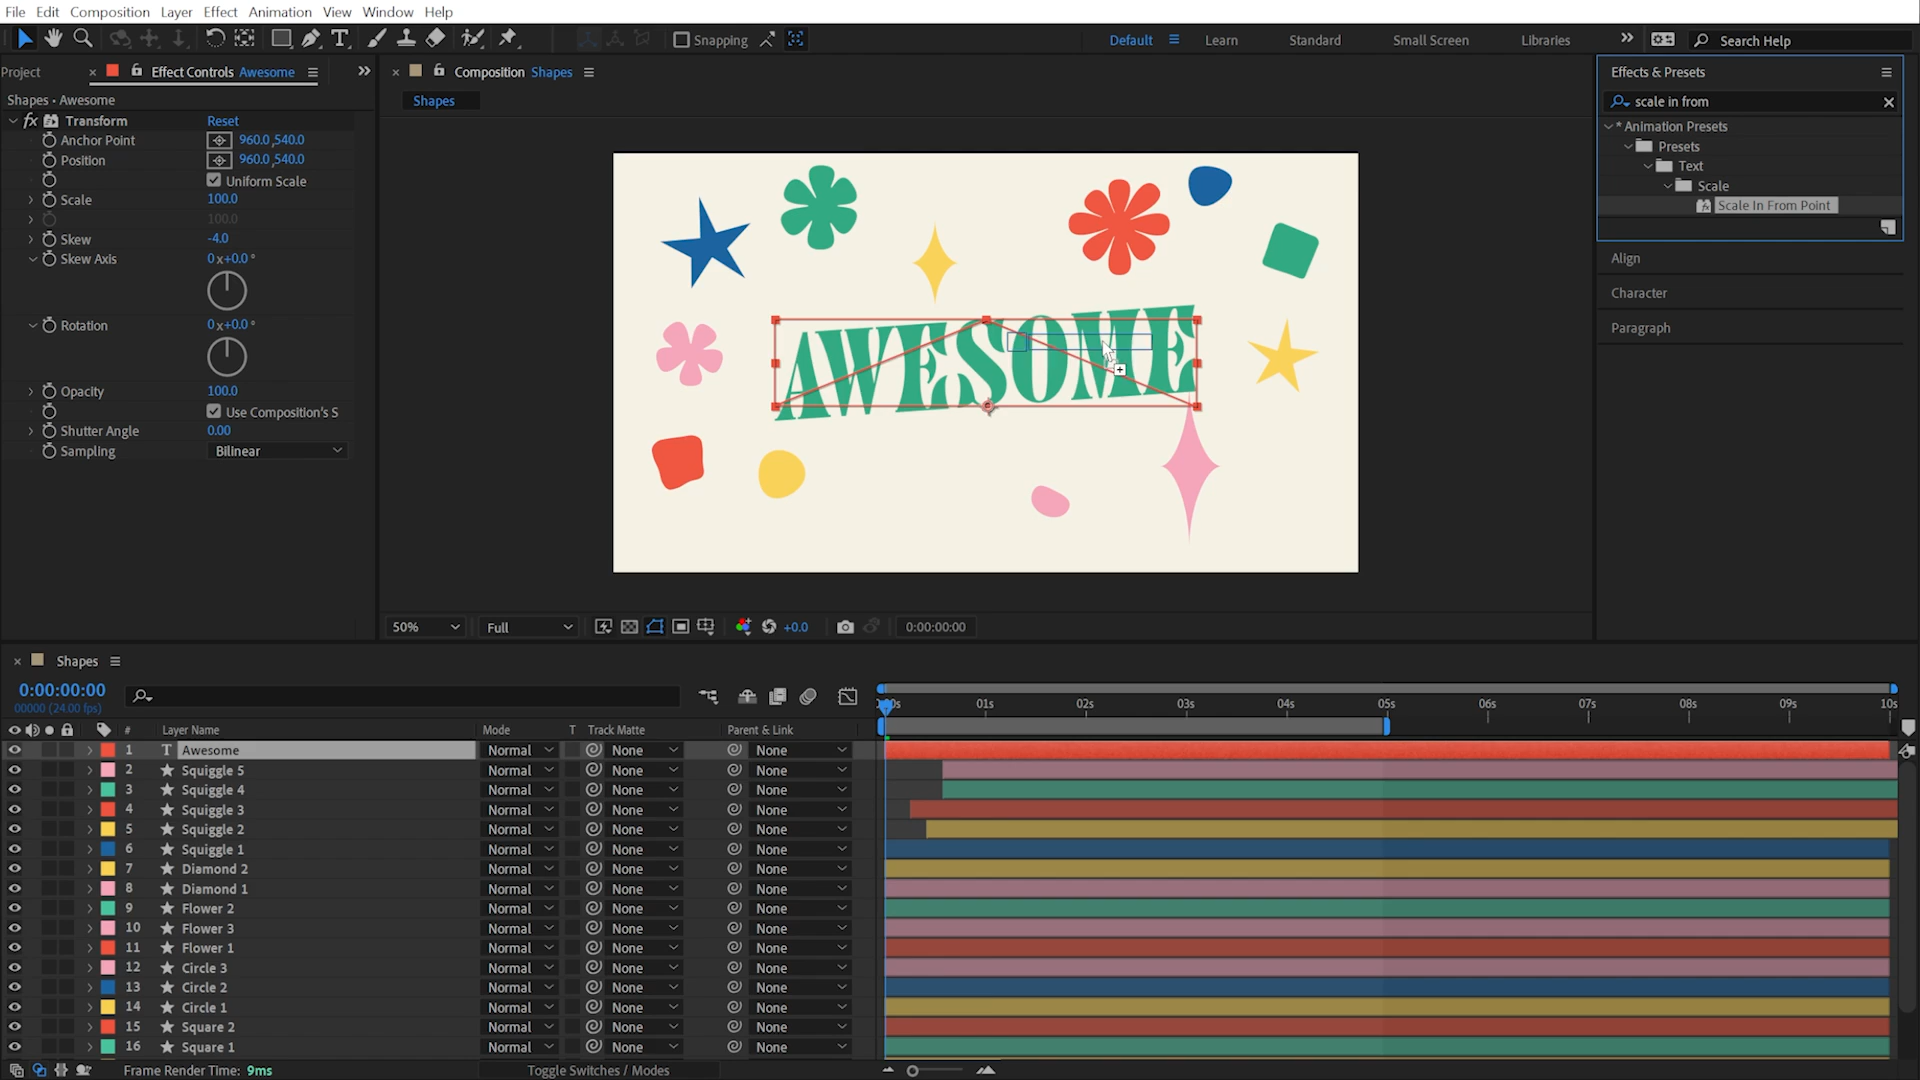 File Edit Composition Layer Effect Animation View Window Help
Snapping Default Learn Standard Small Screen Libraries Search Help
Project Effect Controls Awesome
Composition Shapes
Shapes
Shapes • Awesome
fx Transform Reset
Anchor Point 960.0,540.0
Position 960.0,540.0
Uniform Scale
Scale 100.0
100.0
Skew -4.0
Skew Axis 0x+0.0°
Rotation 0x+0.0°
Opacity 100.0
Use Composition's S
Shutter Angle 0.00
Sampling Bilinear
AWESOME
50% Full +0.0 0:00:00:00
Effects & Presets
scale in from
* Animation Presets
Presets
Text
Scale
Scale In From Point
Align
Character
Paragraph
Shapes
0:00:00:00
00000 (24.00 fps)
01s 02s 03s 04s 05s 06s 07s 08s 09s 10s
# Layer Name Mode T Track Matte Parent & Link
1 T Awesome Normal None None
2 Squiggle 5 Normal None None
3 Squiggle 4 Normal None None
4 Squiggle 3 Normal None None
5 Squiggle 2 Normal None None
6 Squiggle 1 Normal None None
7 Diamond 2 Normal None None
8 Diamond 1 Normal None None
9 Flower 2 Normal None None
10 Flower 3 Normal None None
11 Flower 1 Normal None None
12 Circle 3 Normal None None
13 Circle 2 Normal None None
14 Circle 1 Normal None None
15 Square 2 Normal None None
16 Square 1 Normal None None
Frame Render Time: 9ms Toggle Switches / Modes